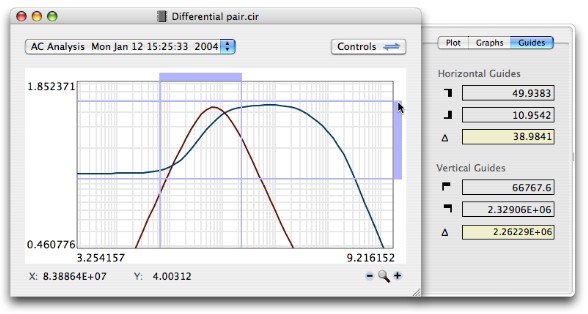 Differential pair.cir
AC Analysis Mon Jan 12 15:25:33 2004
Controls
1.852371
0.460776
3.254157 9.216152
X: 8.38864E+07 Y: 4.00312
Plot Graphs Guides
Horizontal Guides
49.9383
10.9542
Δ 38.9841
Vertical Guides
66767.6
2.32906E+06
Δ 2.26229E+06